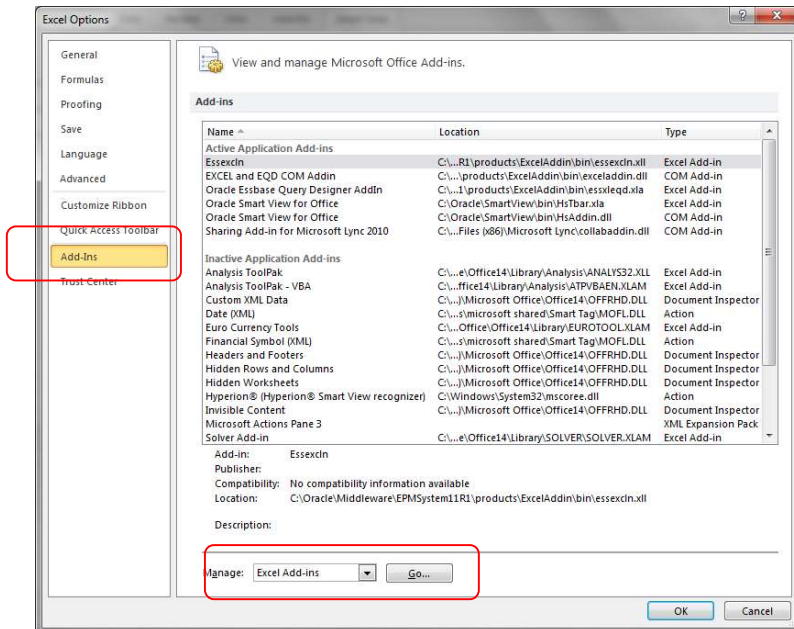 Excel Options
General
Formulas
Proofing
Save
Language
Advanced
Customize Ribbon
Quick Access Toolbar
Add-Ins
Trust Center
View and manage Microsoft Office Add-ins.
Add-ins
Name Location Type
Active Application Add-ins
Essexcln C:\...R1\products\ExcelAddin\bin\essexcln.xll Excel Add-in
EXCEL and EQD COM Addin C:\...\products\ExcelAddin\bin\exceladdin.dll COM Add-in
Oracle Essbase Query Designer AddIn C:\...1\products\ExcelAddin\bin\essxleqd.xla Excel Add-in
Oracle Smart View for Office C:\Oracle\SmartView\bin\HsTbar.xla Excel Add-in
Oracle Smart View for Office C:\Oracle\SmartView\bin\HsAddin.dll COM Add-in
Sharing Add-in for Microsoft Lync 2010 C:\...Files (x86)\Microsoft Lync\collabaddin.dll COM Add-in
Inactive Application Add-ins
Analysis ToolPak C:\...e\Office14\Library\Analysis\ANALYS32.XLL Excel Add-in
Analysis ToolPak - VBA C:\...ffice14\Library\Analysis\ATPVBAEN.XLAM Excel Add-in
Custom XML Data C:\...)\Microsoft Office\Office14\OFFRHD.DLL Document Inspector
Date (XML) C:\...s\microsoft shared\Smart Tag\MOFL.DLL Action
Euro Currency Tools C:\...Office\Office14\Library\EUROTOOL.XLAM Excel Add-in
Financial Symbol (XML) C:\...s\microsoft shared\Smart Tag\MOFL.DLL Action
Headers and Footers C:\...)\Microsoft Office\Office14\OFFRHD.DLL Document Inspector
Hidden Rows and Columns C:\...)\Microsoft Office\Office14\OFFRHD.DLL Document Inspector
Hidden Worksheets C:\...)\Microsoft Office\Office14\OFFRHD.DLL Document Inspector
Hyperion® (Hyperion® Smart View recognizer) C:\Windows\System32\mscoree.dll Action
Invisible Content C:\...)\Microsoft Office\Office14\OFFRHD.DLL Document Inspector
Microsoft Actions Pane 3 XML Expansion Pack
Solver Add-in C:\...e\Office14\Library\SOLVER\SOLVER.XLAM Excel Add-in
Add-in: Essexcln
Publisher:
Compatibility: No compatibility information available
Location: C:\Oracle\Middleware\EPMSystem11R1\products\ExcelAddin\bin\essexcln.xll
Description:
Manage: Excel Add-ins Go...
OK Cancel